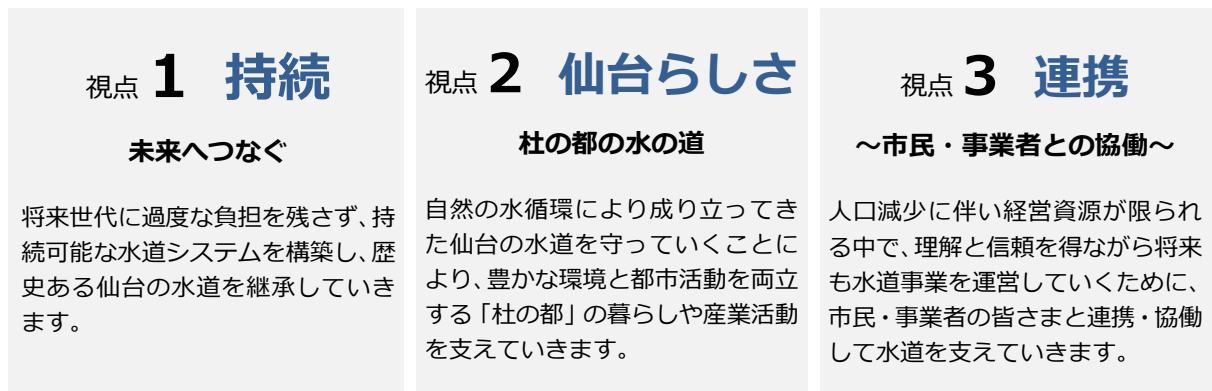 視点 1 持続
未来へつなぐ
将来世代に過度な負担を残さず、持
続可能な水道システムを構築し、歴
史ある仙台の水道を継承していき
ます。
視点 2 仙台らしさ
杜の都の水の道
自然の水循環により成り立ってき
た仙台の水道を守っていくことに
より、豊かな環境と都市活動を両立
する「杜の都」の暮らしや産業活動
を支えていきます。
視点 3 連携
～市民・事業者との協働～
人口減少に伴い経営資源が限られ
る中で、理解と信頼を得ながら将来
も水道事業を運営していくために、
市民・事業者の皆さまと連携・協働
して水道を支えていきます。